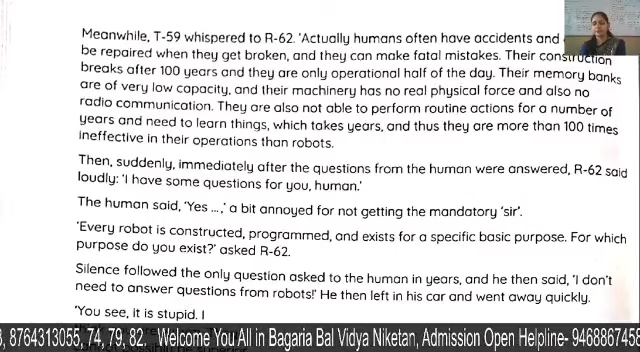 Meanwhile, T-59 whispered to R-62. 'Actually humans often have accidents and
be repaired when they get broken, and they can make fatal mistakes. Their construction
breaks after 100 years and they are only operational half of the day. Their memory banks
are of very low capacity, and their machinery has no real physical force and also no
radio communication. They are also not able to perform routine actions for a number of
years and need to learn things, which takes years, and thus they are more than 100 times
ineffective in their operations than robots.
Then, suddenly, immediately after the questions from the human were answered, R-62 said
loudly: 'I have some questions for you, human.'
The human said, 'Yes ...,' a bit annoyed for not getting the mandatory 'sir'.
'Every robot is constructed, programmed, and exists for a specific basic purpose. For which
purpose do you exist?' asked R-62.
Silence followed the only question asked to the human in years, and he then said, 'I don't
need to answer questions from robots!' He then left in his car and went away quickly.
'You see, it is stupid. I
3, 8764313055, 74, 79, 82. Welcome You All in Bagaria Bal Vidya Niketan, Admission Open Helpline- 9468867458